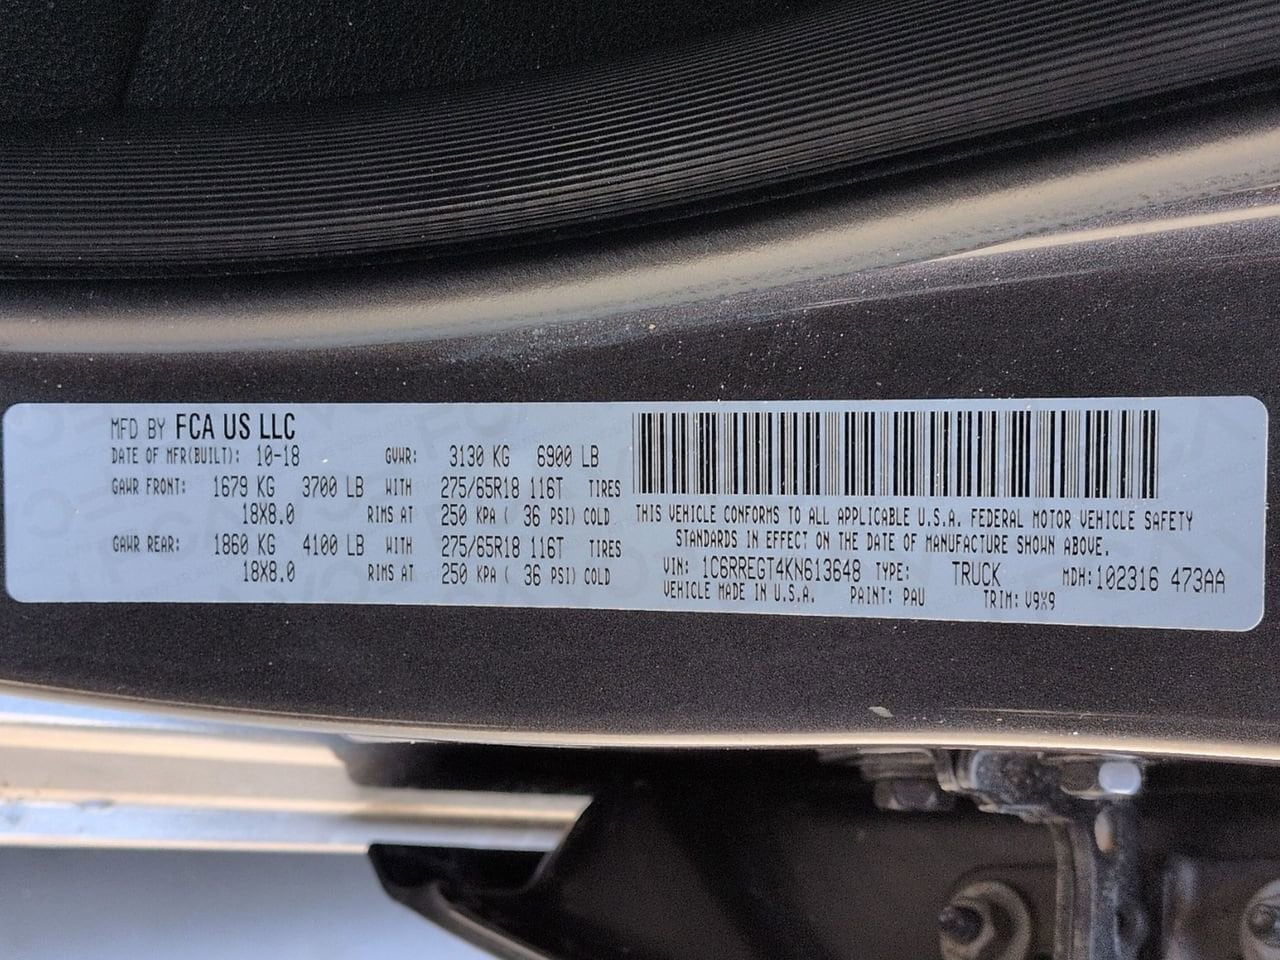 MFD BY FCA US LLC
DATE OF MFR(BUILT): 10-18 GVWR: 3130 KG 6900 LB
GAWR FRONT: 1679 KG 3700 LB WITH 275/65R18 116T TIRES
18X8.0 RIMS AT 250 KPA ( 36 PSI) COLD
GAWR REAR: 1860 KG 4100 LB WITH 275/65R18 116T TIRES
18X8.0 RIMS AT 250 KPA ( 36 PSI) COLD
THIS VEHICLE CONFORMS TO ALL APPLICABLE U.S.A. FEDERAL MOTOR VEHICLE SAFETY
STANDARDS IN EFFECT ON THE DATE OF MANUFACTURE SHOWN ABOVE.
VIN: 1C6RREGT4KN613648 TYPE: TRUCK MDH: 102316 473AA
VEHICLE MADE IN U.S.A. PAINT: PAU TRIM: V9X9